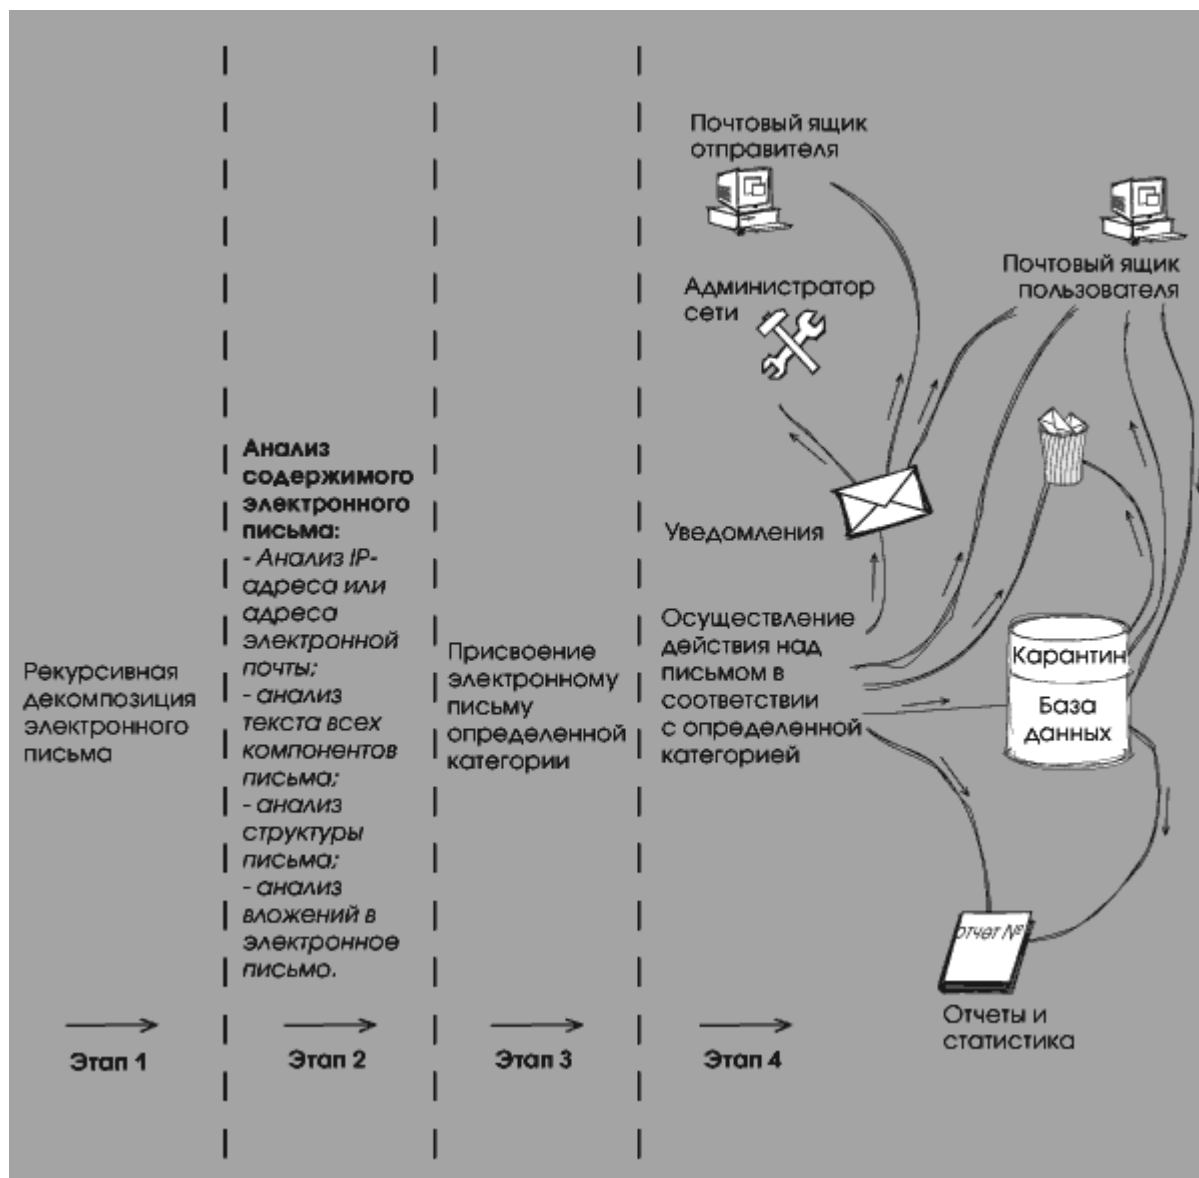 Рекурсивная
декомпозиция
электронного
письма
Этап 1
Анализ
содержимого
электронного
письма:
- Анализ IP-
адреса или
адреса
электронной
почты;
- анализ
текста всех
компонентов
письма;
- анализ
структуры
письма;
- анализ
вложений в
электронное
письмо.
Этап 2
Присвоение
электронному
письму
определенной
категории
Этап 3
Почтовый ящик
отправителя
Администратор
сети
Почтовый ящик
пользователя
Уведомления
Осуществление
действия над
письмом в
соответствии
с определенной
категорией
Карантин
База
данных
отчет №
Отчеты и
статистика
Этап 4